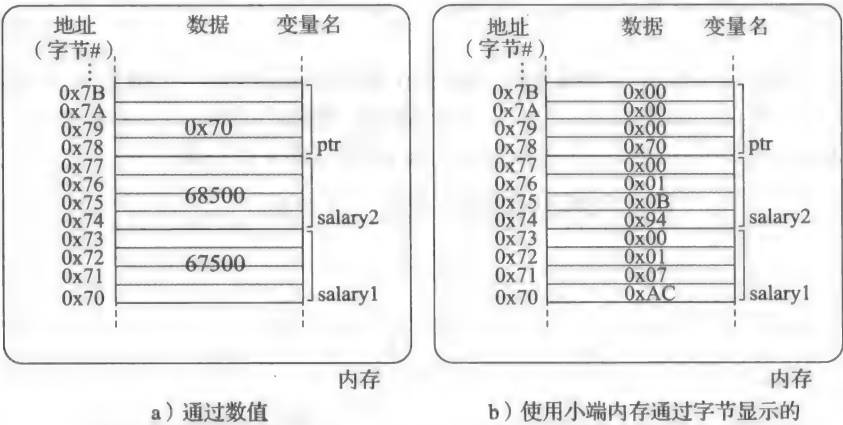 地址 数据 变量名
（字节#）
⋮
0x7B
0x7A
0x79 0x70
0x78 ptr
0x77
0x76
0x75 68500
0x74 salary2
0x73
0x72 67500
0x71
0x70 salary1
内存
a）通过数值
地址 数据 变量名
（字节#）
⋮
0x7B 0x00
0x7A 0x00
0x79 0x00
0x78 0x70 ptr
0x77 0x00
0x76 0x01
0x75 0x0B
0x74 0x94 salary2
0x73 0x00
0x72 0x01
0x71 0x07
0x70 0xAC salary1
内存
b）使用小端内存通过字节显示的